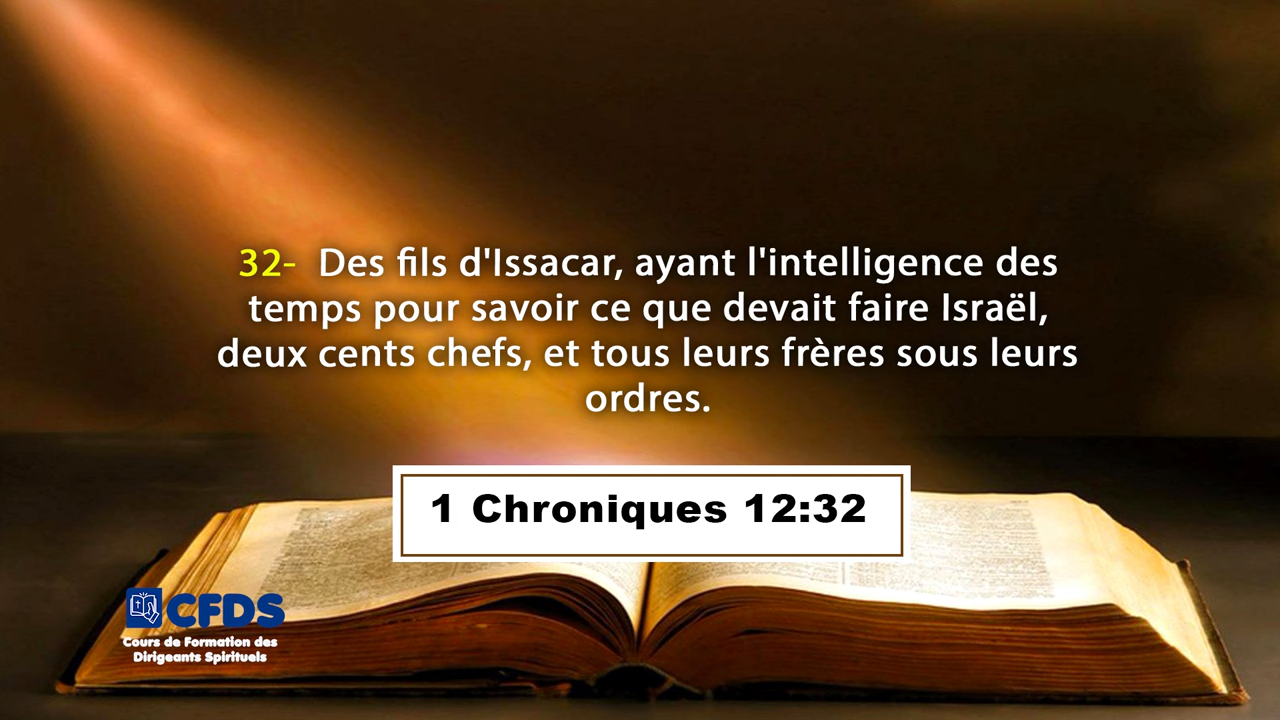 32- Des fils d'Issacar, ayant l'intelligence des
temps pour savoir ce que devait faire Israël,
deux cents chefs, et tous leurs frères sous leurs
ordres.
1 Chroniques 12:32
CFDS
Cours de Formation des
Dirigeants Spirituels